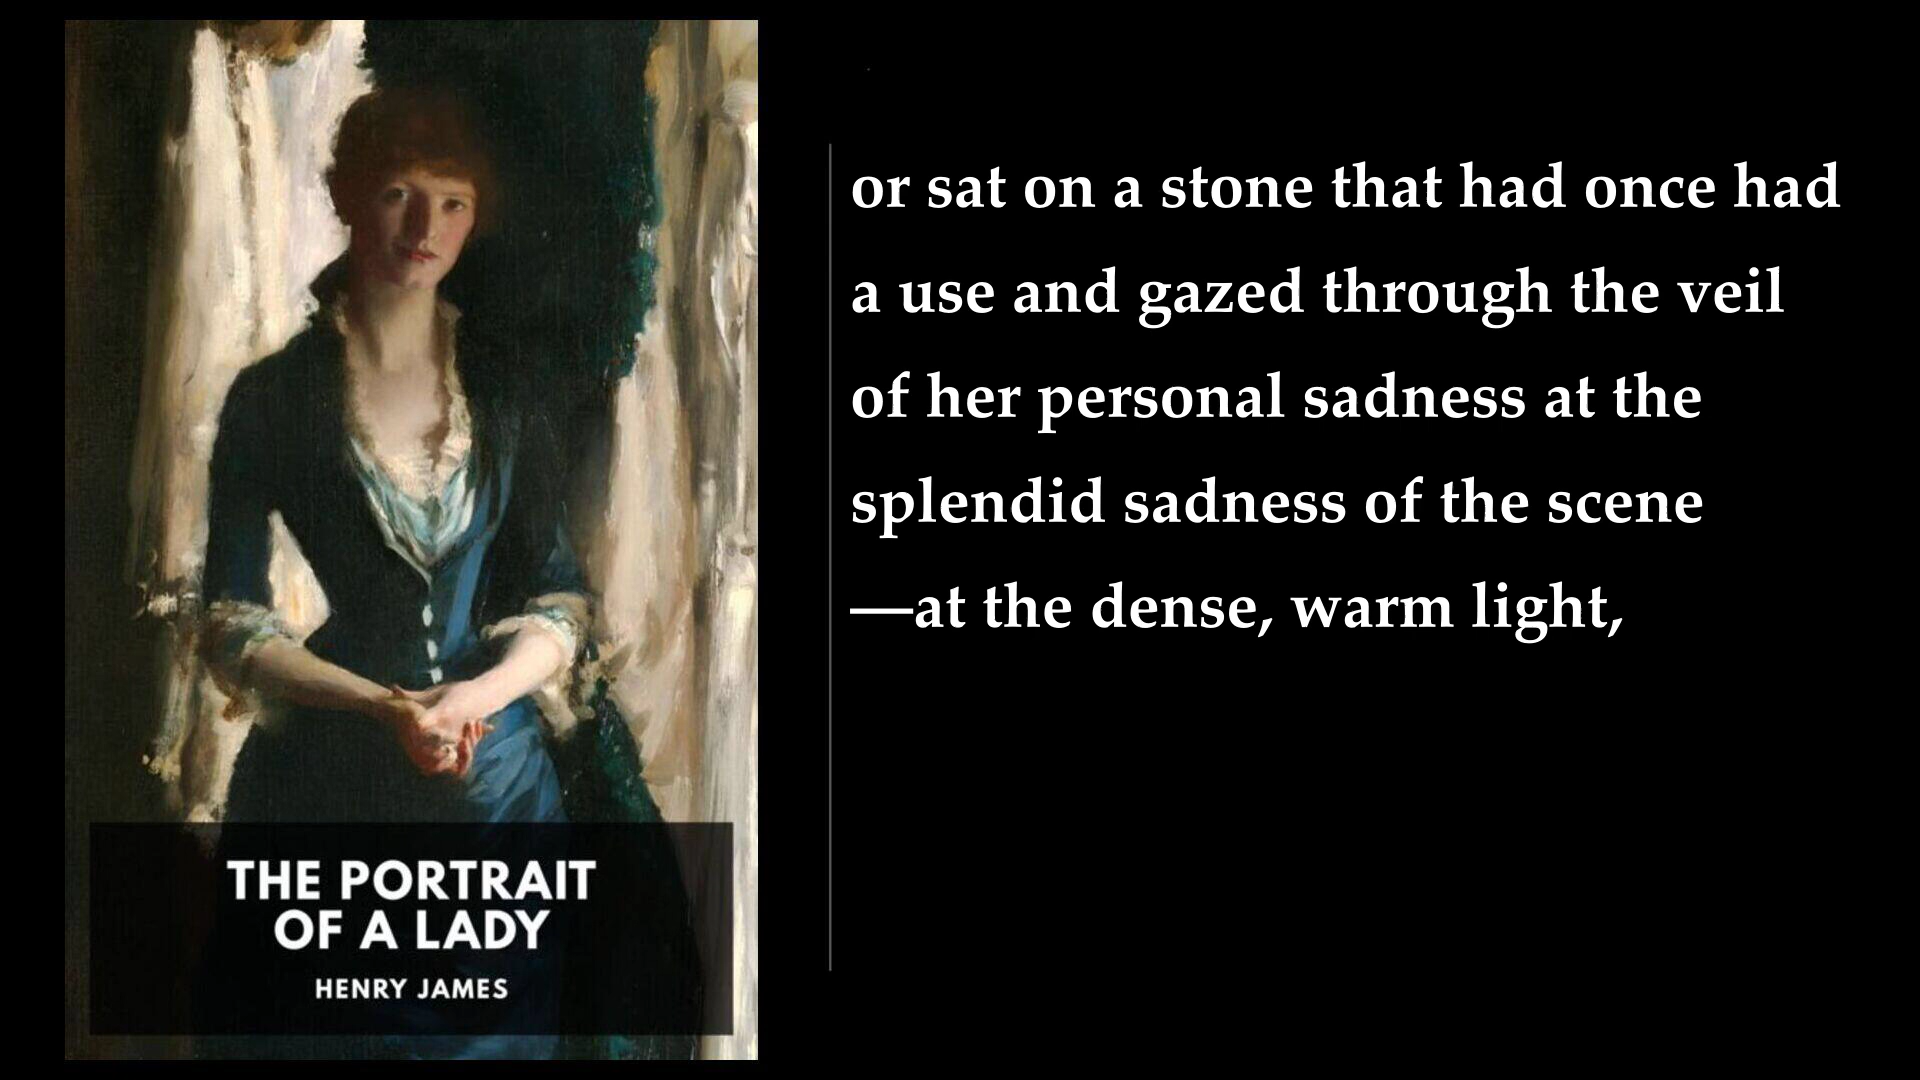 THE PORTRAIT
OF A LADY
HENRY JAMES
or sat on a stone that had once had
a use and gazed through the veil
of her personal sadness at the
splendid sadness of the scene
—at the dense, warm light,